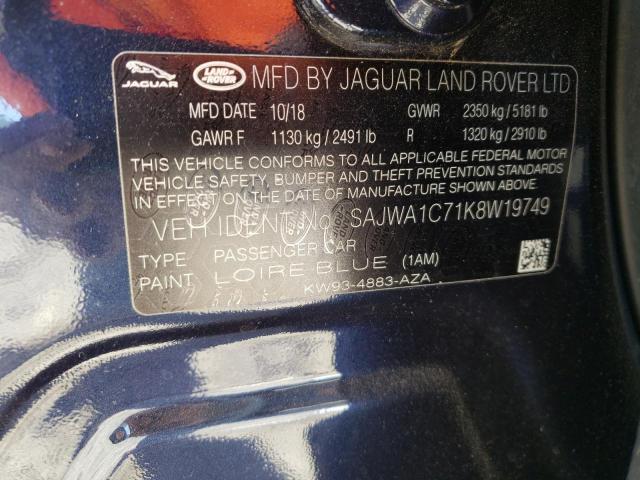 JAGUAR LAND ROVER MFD BY JAGUAR LAND ROVER LTD
MFD DATE 10/18 GVWR 2350 kg / 5181 lb
GAWR F 1130 kg / 2491 lb R 1320 kg / 2910 lb
THIS VEHICLE CONFORMS TO ALL APPLICABLE FEDERAL MOTOR
VEHICLE SAFETY, BUMPER AND THEFT PREVENTION STANDARDS
IN EFFECT ON THE DATE OF MANUFACTURE SHOWN ABOVE.
VEH.IDENT.No. SAJWA1C71K8W19749
TYPE PASSENGER CAR
PAINT LOIRE BLUE (1AM)
KW93-4883-AZA